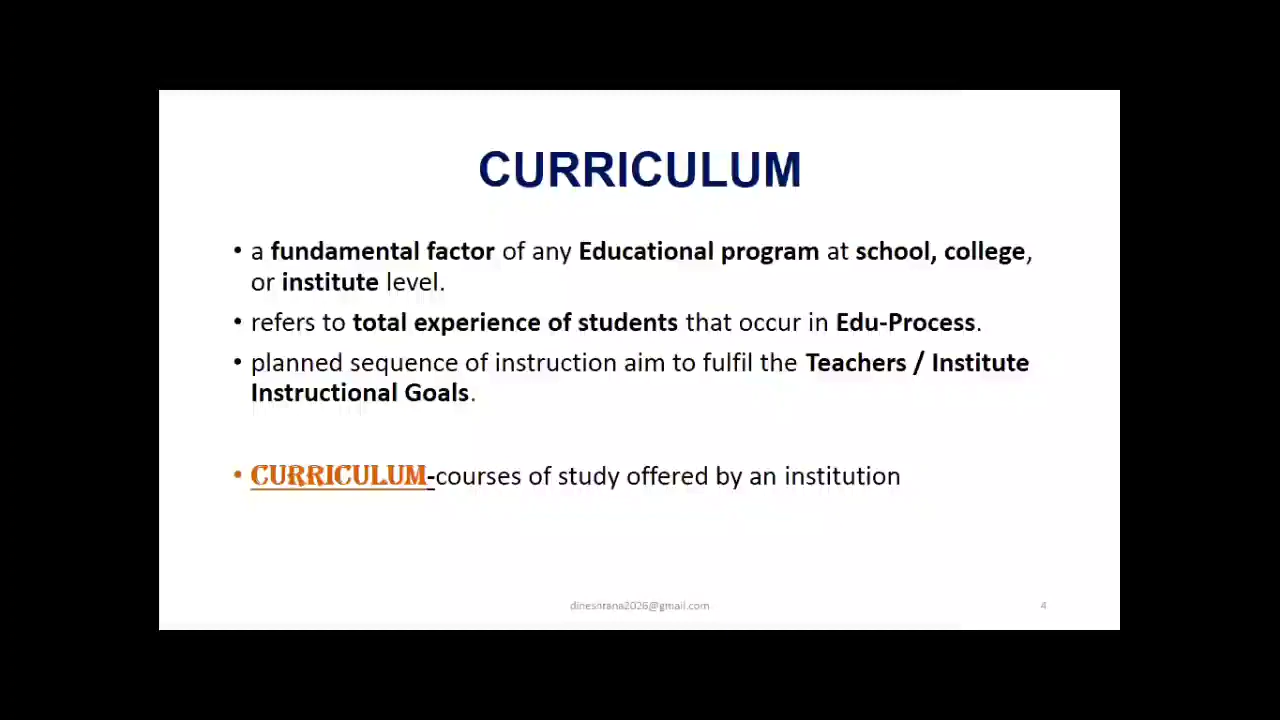 CURRICULUM
• a fundamental factor of any Educational program at school, college,
or institute level.
• refers to total experience of students that occur in Edu-Process.
• planned sequence of instruction aim to fulfil the Teachers / Institute
Instructional Goals.
• CURRICULUM-courses of study offered by an institution
dineshrana2026@gmail.com
4